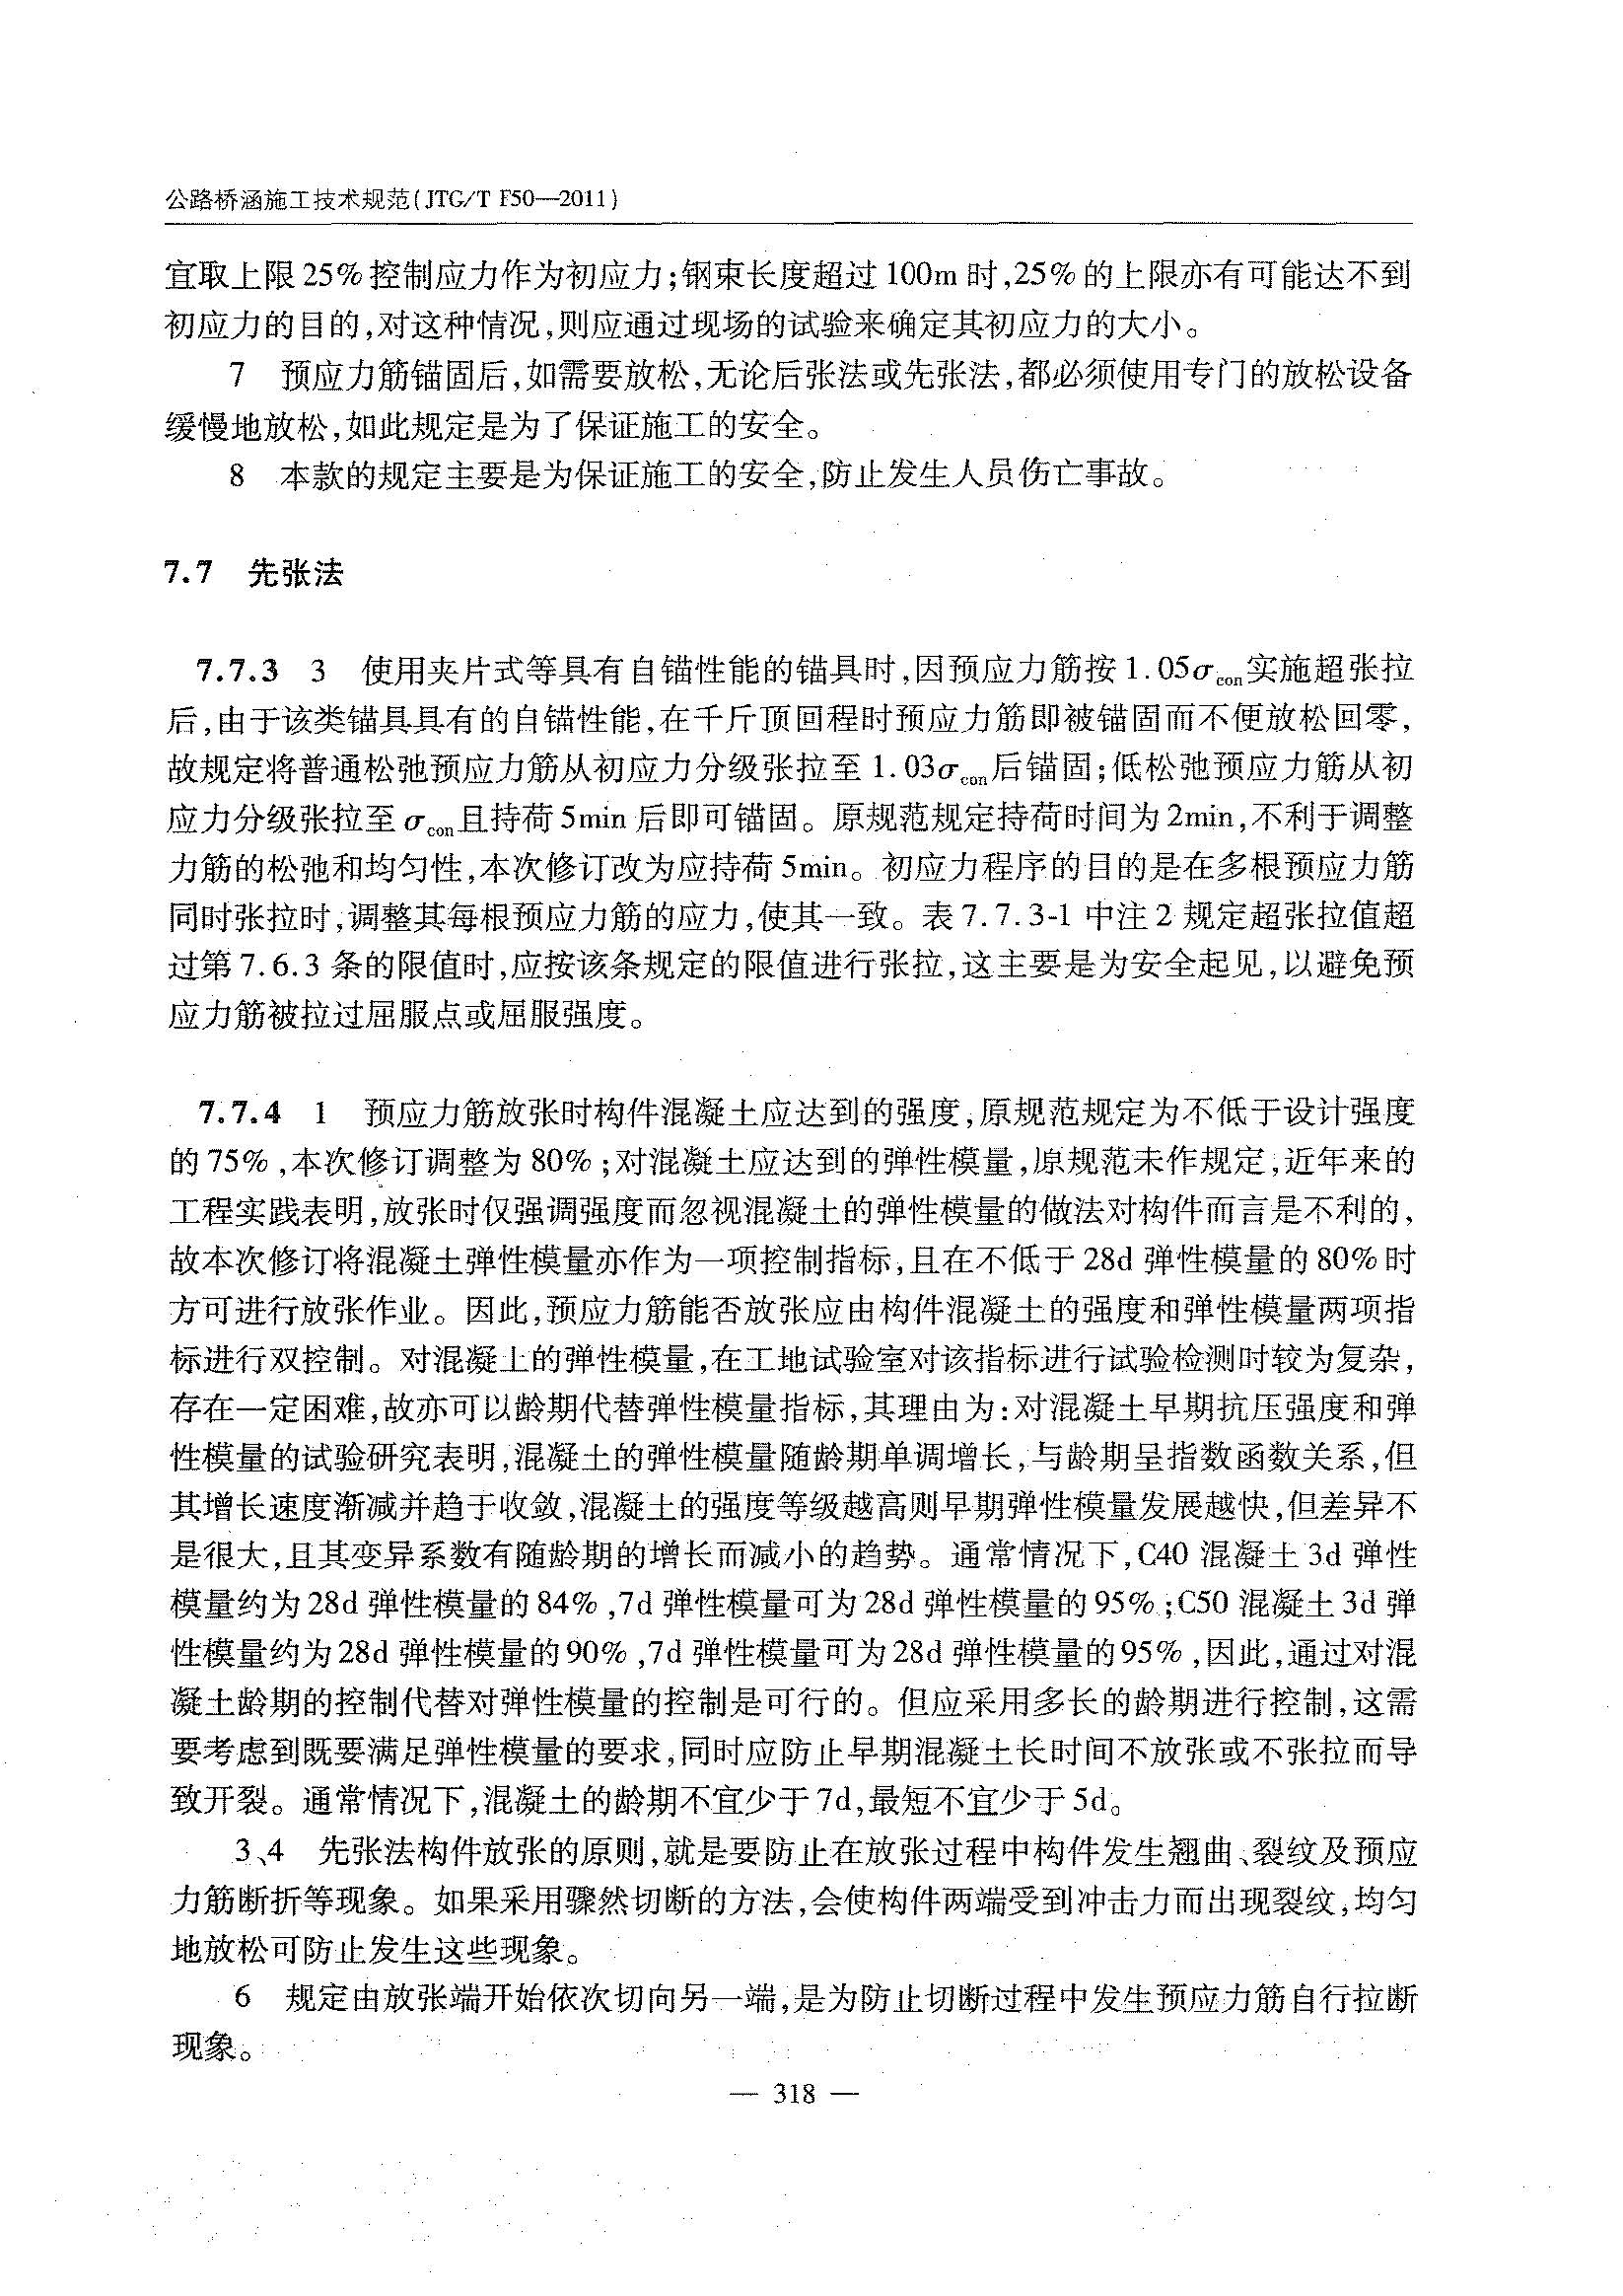 公路桥涵施工技术规范(JTG/T F50—2011)
宜取上限25%控制应力作为初应力;钢束长度超过100m时,25%的上限亦有可能达不到
初应力的目的,对这种情况,则应通过现场的试验来确定其初应力的大小。
7 预应力筋锚固后,如需要放松,无论后张法或先张法,都必须使用专门的放松设备
缓慢地放松,如此规定是为了保证施工的安全。
8 本款的规定主要是为保证施工的安全,防止发生人员伤亡事故。
7.7 先张法
7.7.3 3 使用夹片式等具有自锚性能的锚具时,因预应力筋按1.05σcon实施超张拉
后,由于该类锚具具有的自锚性能,在千斤顶回程时预应力筋即被锚固而不便放松回零,
故规定将普通松弛预应力筋从初应力分级张拉至1.03σcon后锚固;低松弛预应力筋从初
应力分级张拉至σcon且持荷5min后即可锚固。原规范规定持荷时间为2min,不利于调整
力筋的松弛和均匀性,本次修订改为应持荷5min。初应力程序的目的是在多根预应力筋
同时张拉时,调整其每根预应力筋的应力,使其一致。表7.7.3-1中注2规定超张拉值超
过第7.6.3条的限值时,应按该条规定的限值进行张拉,这主要是为安全起见,以避免预
应力筋被拉过屈服点或屈服强度。
7.7.4 1 预应力筋放张时构件混凝土应达到的强度,原规范规定为不低于设计强度
的75%,本次修订调整为80%;对混凝土应达到的弹性模量,原规范未作规定,近年来的
工程实践表明,放张时仅强调强度而忽视混凝土的弹性模量的做法对构件而言是不利的,
故本次修订将混凝土弹性模量亦作为一项控制指标,且在不低于28d弹性模量的80%时
方可进行放张作业。因此,预应力筋能否放张应由构件混凝土的强度和弹性模量两项指
标进行双控制。对混凝土的弹性模量,在工地试验室对该指标进行试验检测时较为复杂,
存在一定困难,故亦可以龄期代替弹性模量指标,其理由为:对混凝土早期抗压强度和弹
性模量的试验研究表明,混凝土的弹性模量随龄期单调增长,与龄期呈指数函数关系,但
其增长速度渐减并趋于收敛,混凝土的强度等级越高则早期弹性模量发展越快,但差异不
是很大,且其变异系数有随龄期的增长而减小的趋势。通常情况下,C40混凝土3d弹性
模量约为28d弹性模量的84%,7d弹性模量可为28d弹性模量的95%;C50混凝土3d弹
性模量约为28d弹性模量的90%,7d弹性模量可为28d弹性模量的95%,因此,通过对混
凝土龄期的控制代替对弹性模量的控制是可行的。但应采用多长的龄期进行控制,这需
要考虑到既要满足弹性模量的要求,同时应防止早期混凝土长时间不放张或不张拉而导
致开裂。通常情况下,混凝土的龄期不宜少于7d,最短不宜少于5d。
3、4 先张法构件放张的原则,就是要防止在放张过程中构件发生翘曲、裂纹及预应
力筋断折等现象。如果采用骤然切断的方法,会使构件两端受到冲击力而出现裂纹,均匀
地放松可防止发生这些现象。
6 规定由放张端开始依次切向另一端,是为防止切断过程中发生预应力筋自行拉断
现象。
— 318 —